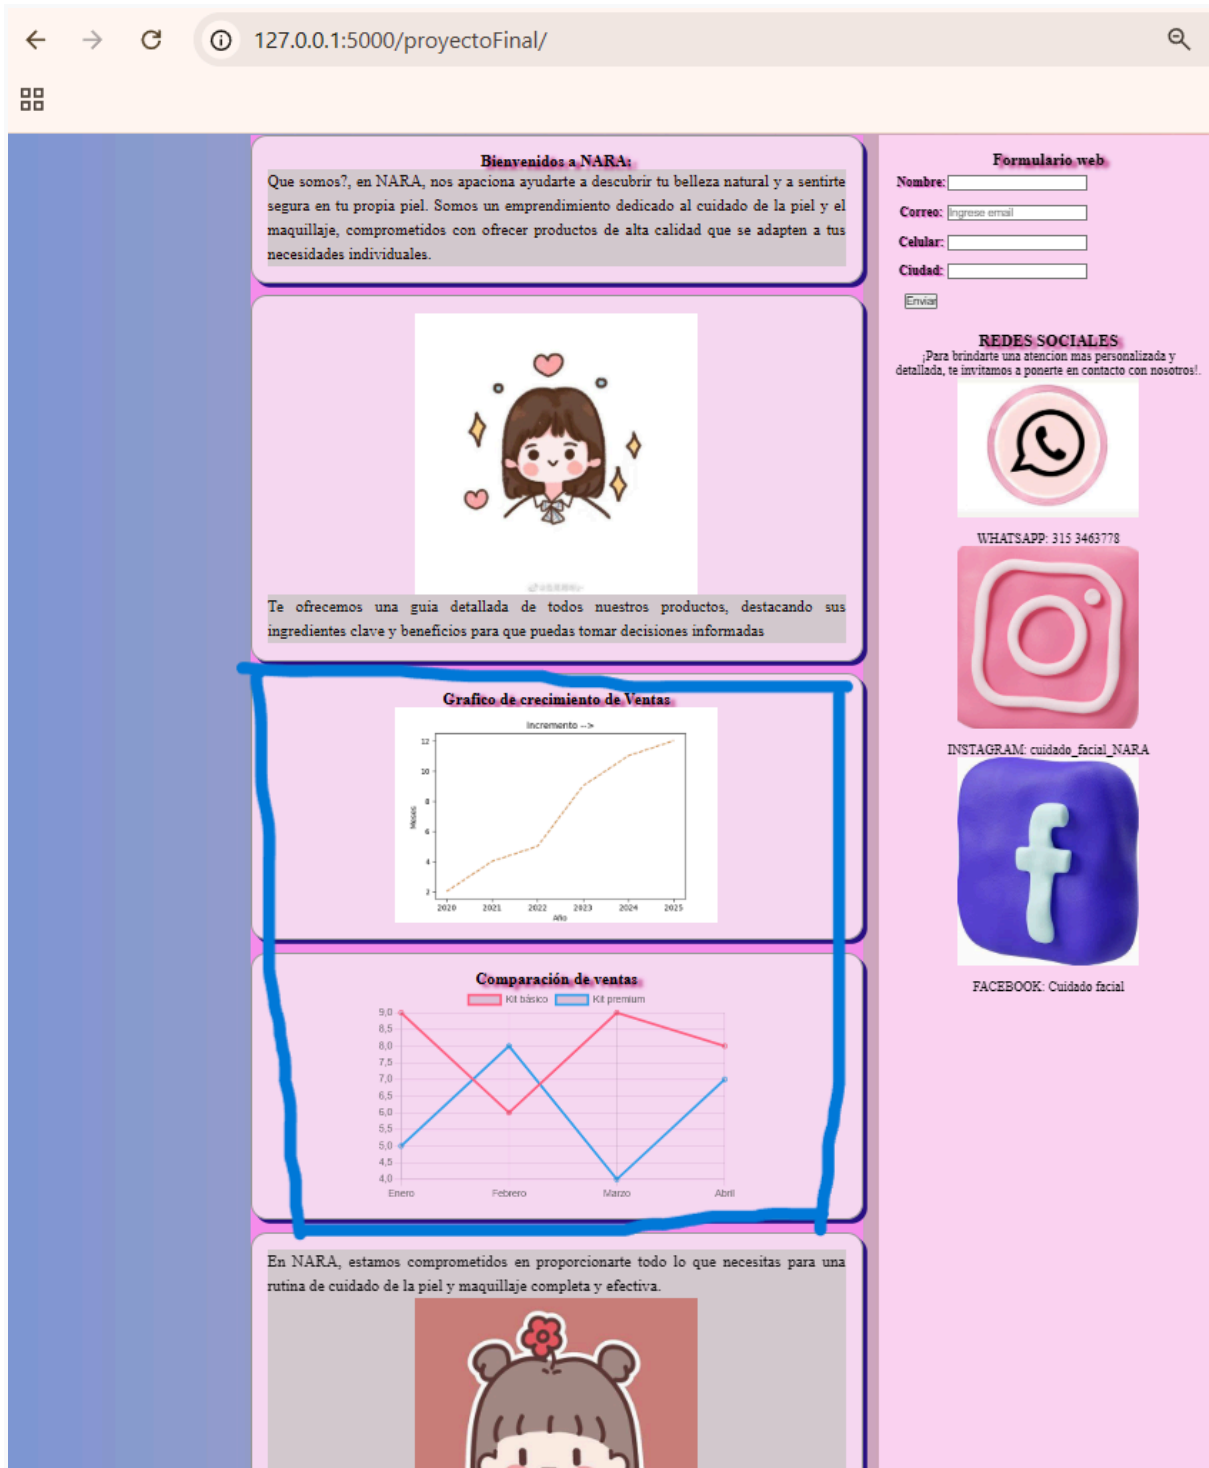 127.0.0.1:5000/proyectoFinal/
Bienvenidos a NARA:
Que somos?, en NARA, nos apaciona ayudarte a descubrir tu belleza natural y a sentirte
segura en tu propia piel. Somos un emprendimiento dedicado al cuidado de la piel y el
maquillaje, comprometidos con ofrecer productos de alta calidad que se adapten a tus
necesidades individuales.
Te ofrecemos una guia detallada de todos nuestros productos, destacando sus
ingredientes clave y beneficios para que puedas tomar decisiones informadas
Grafico de crecimiento de Ventas
Incremento -->
12
10
8
6
4
2
Meses
2020 2021 2022 2023 2024 2025
Año
Comparación de ventas
Kit básico Kit premium
9,0
8,5
8,0
7,5
7,0
6,5
6,0
5,5
5,0
4,5
4,0
Enero Febrero Marzo Abril
En NARA, estamos comprometidos en proporcionarte todo lo que necesitas para una
rutina de cuidado de la piel y maquillaje completa y efectiva.
Formulario web
Nombre:
Correo: Ingrese email
Celular:
Ciudad:
Enviar
REDES SOCIALES
¡Para brindarte una atencion mas personalizada y
detallada, te invitamos a ponerte en contacto con nosotros!.
WHATSAPP: 315 3463778
INSTAGRAM: cuidado_facial_NARA
FACEBOOK: Cuidado facial